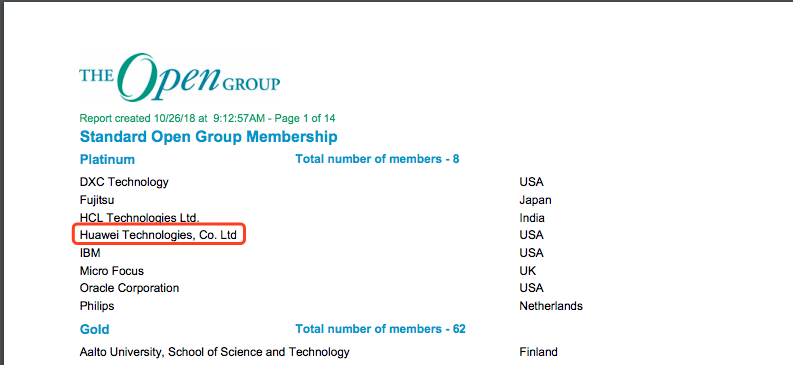 THE Open GROUP
Report created 10/26/18 at 9:12:57AM - Page 1 of 14
Standard Open Group Membership
Platinum Total number of members - 8
DXC Technology USA
Fujitsu Japan
HCL Technologies Ltd. India
Huawei Technologies, Co. Ltd USA
IBM USA
Micro Focus UK
Oracle Corporation USA
Philips Netherlands
Gold Total number of members - 62
Aalto University, School of Science and Technology Finland